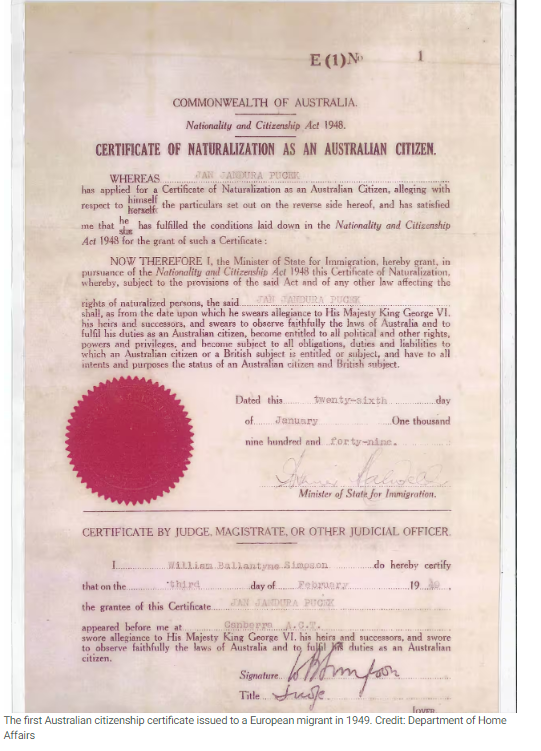 E (1) No 1
COMMONWEALTH OF AUSTRALIA.
Nationality and Citizenship Act 1948.
CERTIFICATE OF NATURALIZATION AS AN AUSTRALIAN CITIZEN.
WHEREAS JAN JANDURA PUCEK
has applied for a Certificate of Naturalization as an Australian Citizen, alleging with
respect to himself herself the particulars set out on the reverse side hereof, and has satisfied
me that he she has fulfilled the conditions laid down in the Nationality and Citizenship
Act 1948 for the grant of such a Certificate :
NOW THEREFORE I, the Minister of State for Immigration, hereby grant, in
pursuance of the Nationality and Citizenship Act 1948 this Certificate of Naturalization,
whereby, subject to the provisions of the said Act and of any other law affecting the
rights of naturalized persons, the said JAN JANDURA PUCEK
shall, as from the date upon which he swears allegiance to His Majesty King George VI.
his heirs and successors, and swears to observe faithfully the laws of Australia and to
fulfil his duties as an Australian citizen, become entitled to all political and other rights,
powers and privileges, and become subject to all obligations, duties and liabilities to
which an Australian citizen or a British subject is entitled or subject, and have to all
intents and purposes the status of an Australian citizen and British subject.
Dated this twenty-sixth day
of January One thousand
nine hundred and forty-nine.
Minister of State for Immigration.
CERTIFICATE BY JUDGE, MAGISTRATE, OR OTHER JUDICIAL OFFICER.
I William Ballantyne Simpson do hereby certify
that on the third day of February 19
the grantee of this Certificate JAN JANDURA PUCEK
appeared before me at Canberra A.C.T.
swore allegiance to His Majesty King George VI. his heirs and successors, and swore
to observe faithfully the laws of Australia and to fulfil his duties as an Australian
citizen.
Signature W B Simpson
Title Judge
The first Australian citizenship certificate issued to a European migrant in 1949. Credit: Department of Home
Affairs